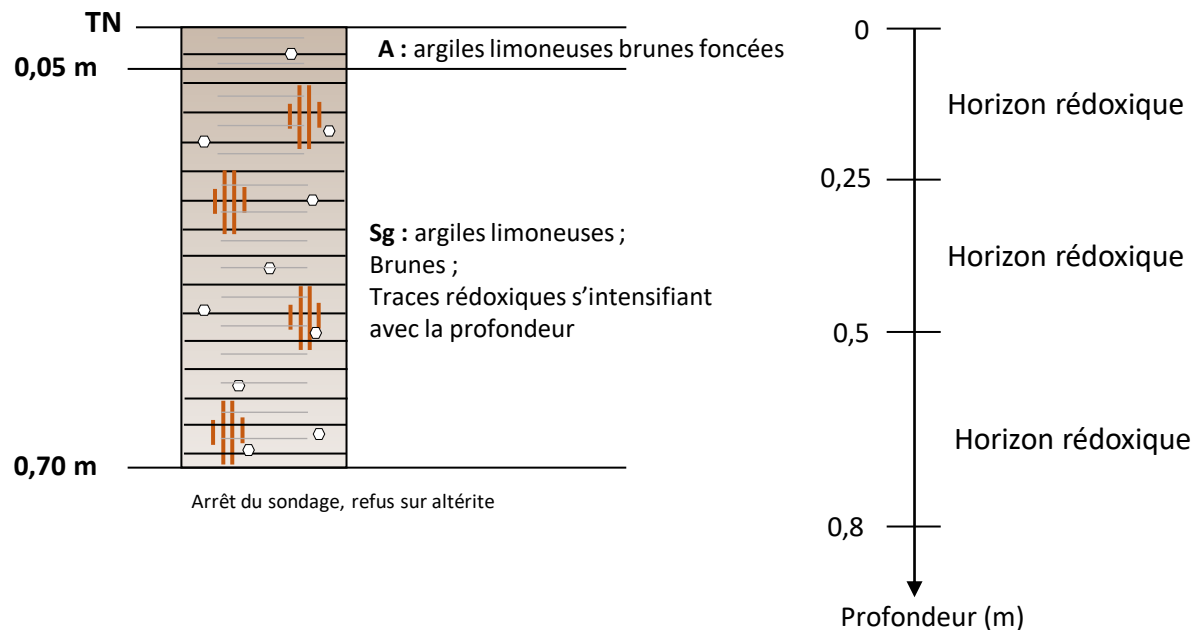 TN
A : argiles limoneuses brunes foncées
0,05 m
Sg : argiles limoneuses ;
Brunes ;
Traces rédoxiques s’intensifiant
avec la profondeur
0,70 m
Arrêt du sondage, refus sur altérite
0
Horizon rédoxique
0,25
Horizon rédoxique
0,5
Horizon rédoxique
0,8
Profondeur (m)